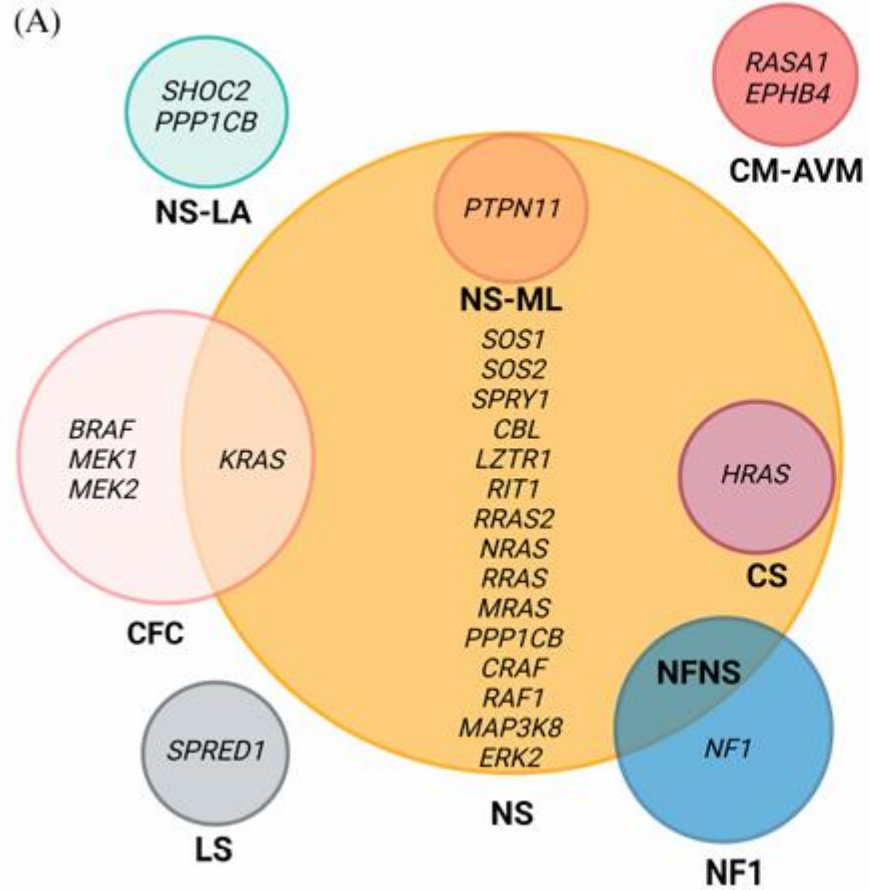 (A)
SHOC2
PPP1CB
NS-LA
RASA1
EPHB4
CM-AVM
PTPN11
NS-ML
SOS1
SOS2
SPRY1
CBL
LZTR1
RIT1
RRAS2
NRAS
RRAS
MRAS
PPP1CB
CRAF
RAF1
MAP3K8
ERK2
NS
BRAF
MEK1
MEK2
KRAS
CFC
HRAS
CS
NFNS
NF1
NF1
SPRED1
LS